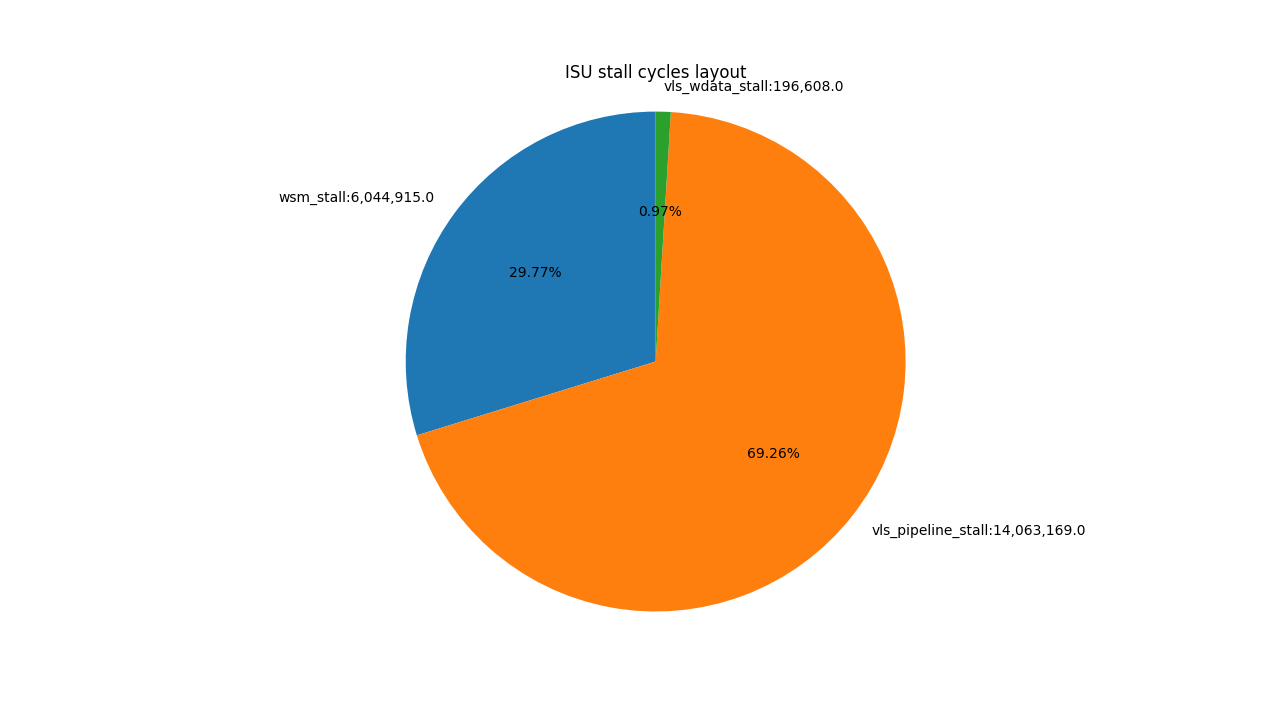 ISU stall cycles layout
vls_wdata_stall:196,608.0
wsm_stall:6,044,915.0
0.97%
29.77%
69.26%
vls_pipeline_stall:14,063,169.0